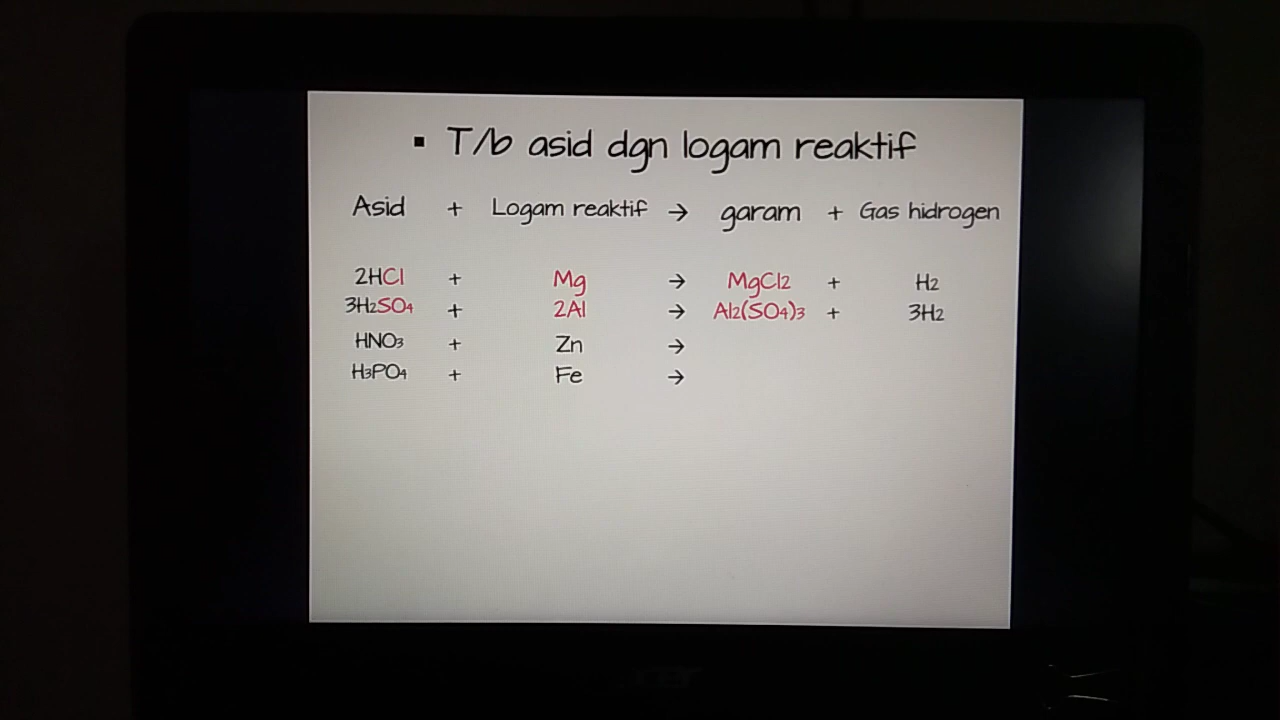 ▪ T/b asid dgn logam reaktif
Asid + Logam reaktif → garam + Gas hidrogen
2HCl + Mg → MgCl2 + H2
3H2SO4 + 2Al → Al2(SO4)3 + 3H2
HNO3 + Zn →
H3PO4 + Fe →
acer